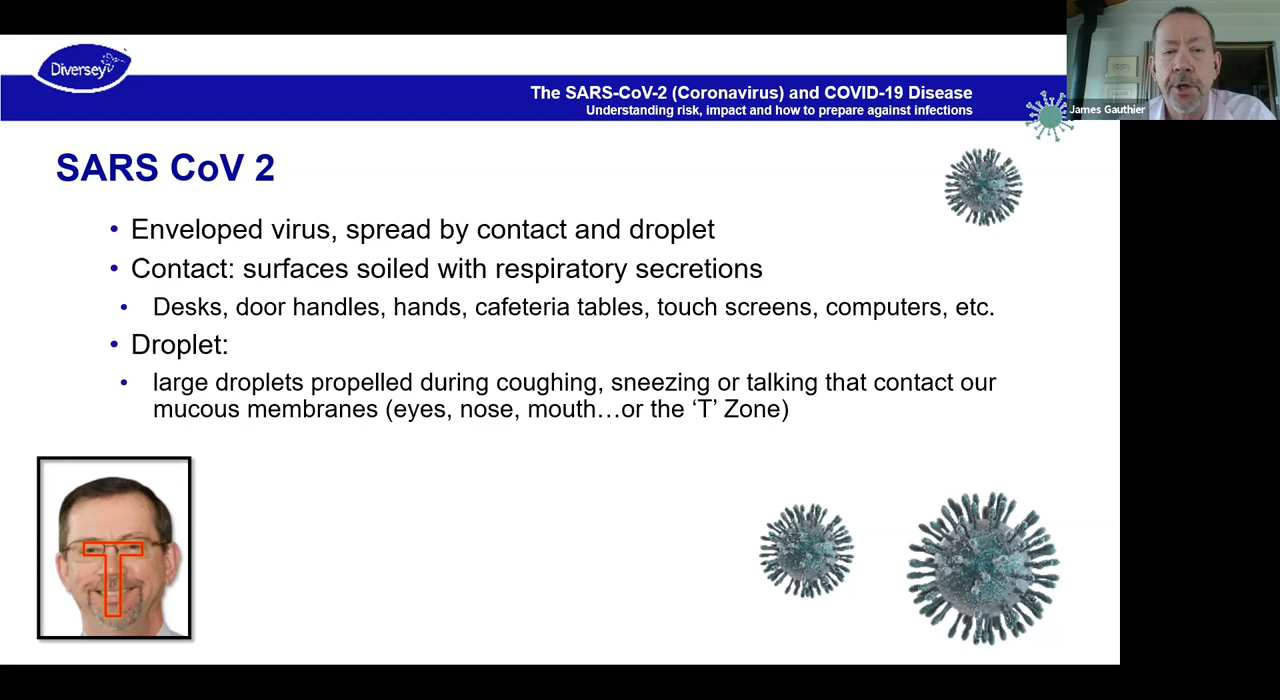 Diversey
The SARS-CoV-2 (Coronavirus) and COVID-19 Disease
Understanding risk, impact and how to prepare against infections
James Gauthier
SARS CoV 2
• Enveloped virus, spread by contact and droplet
• Contact: surfaces soiled with respiratory secretions
• Desks, door handles, hands, cafeteria tables, touch screens, computers, etc.
• Droplet:
• large droplets propelled during coughing, sneezing or talking that contact our
mucous membranes (eyes, nose, mouth…or the ‘T’ Zone)
T